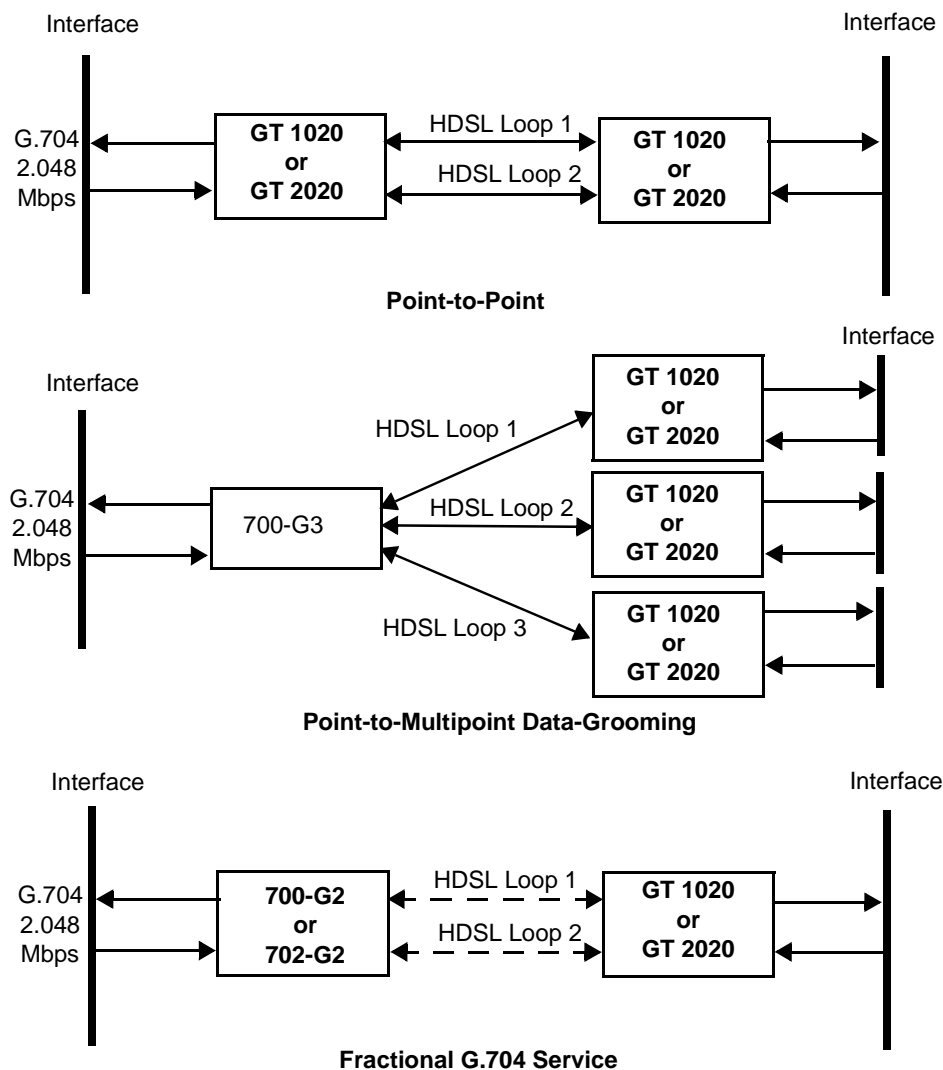 Interface
Interface
G.704
2.048
Mbps
GT 1020
or
GT 2020
HDSL Loop 1
HDSL Loop 2
GT 1020
or
GT 2020
Point-to-Point
Interface
Interface
G.704
2.048
Mbps
700-G3
HDSL Loop 1
HDSL Loop 2
HDSL Loop 3
GT 1020
or
GT 2020
GT 1020
or
GT 2020
GT 1020
or
GT 2020
Point-to-Multipoint Data-Grooming
Interface
Interface
G.704
2.048
Mbps
700-G2
or
702-G2
HDSL Loop 1
HDSL Loop 2
GT 1020
or
GT 2020
Fractional G.704 Service